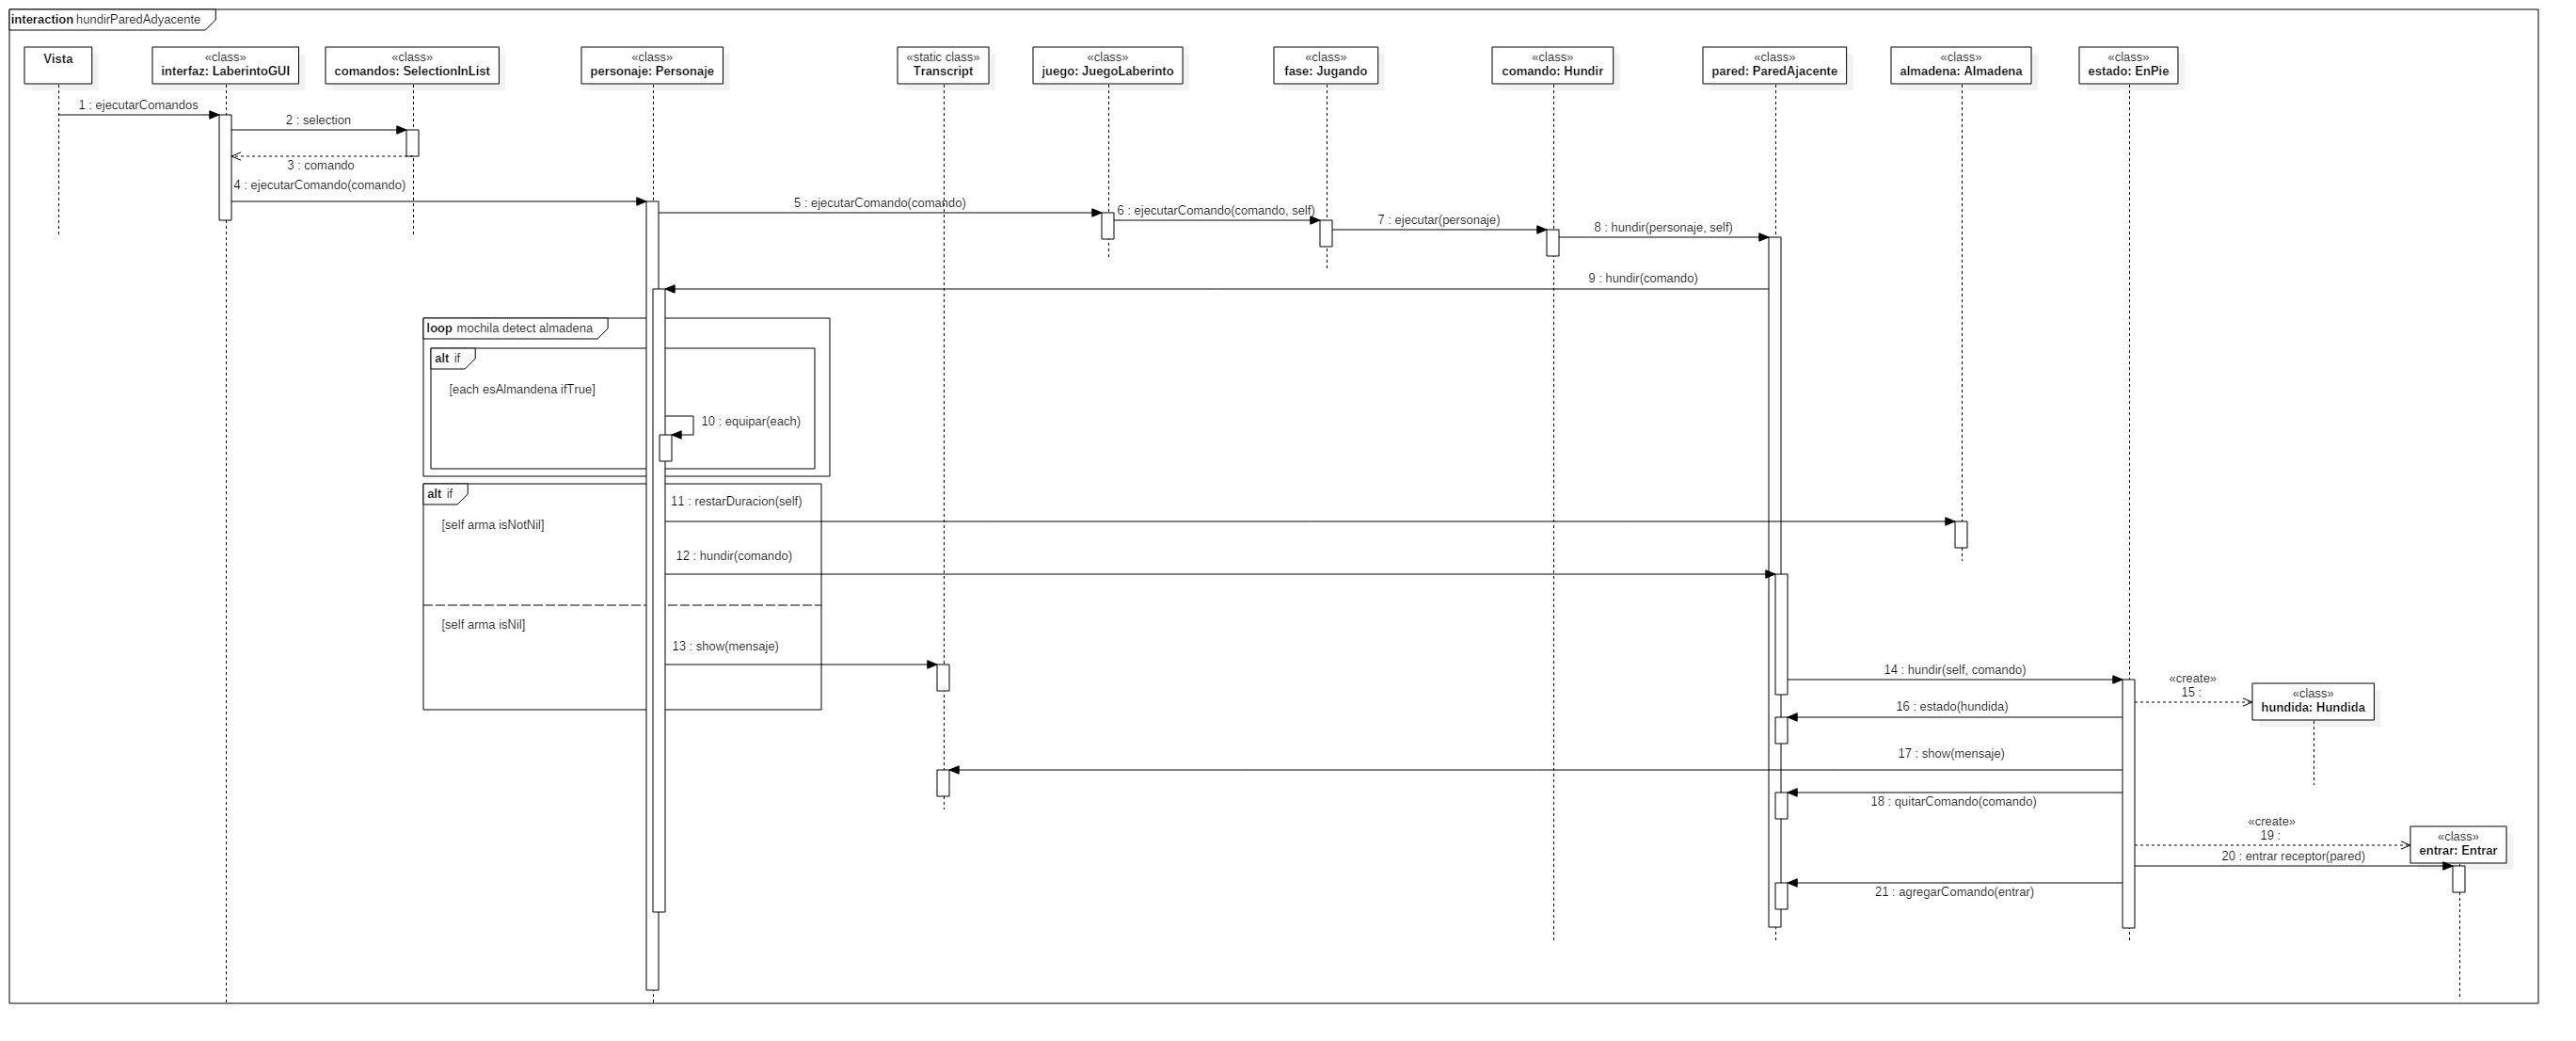 interaction hundirParedAdyacente
Vista
«class»
interfaz: LaberintoGUI
«class»
comandos: SelectionInList
«class»
personaje: Personaje
«static class»
Transcript
«class»
juego: JuegoLaberinto
«class»
fase: Jugando
«class»
comando: Hundir
«class»
pared: ParedAjacente
«class»
almadena: Almadena
«class»
estado: EnPie
1 : ejecutarComandos
2 : selection
3 : comando
4 : ejecutarComando(comando)
5 : ejecutarComando(comando)
6 : ejecutarComando(comando, self)
7 : ejecutar(personaje)
8 : hundir(personaje, self)
9 : hundir(comando)
loop mochila detect almadena
alt if
[each esAlmandena ifTrue]
10 : equipar(each)
alt if
11 : restarDuracion(self)
[self arma isNotNil]
12 : hundir(comando)
[self arma isNil]
13 : show(mensaje)
14 : hundir(self, comando)
«create»
15 :
«class»
hundida: Hundida
16 : estado(hundida)
17 : show(mensaje)
18 : quitarComando(comando)
«create»
19 :
«class»
entrar: Entrar
20 : entrar receptor(pared)
21 : agregarComando(entrar)